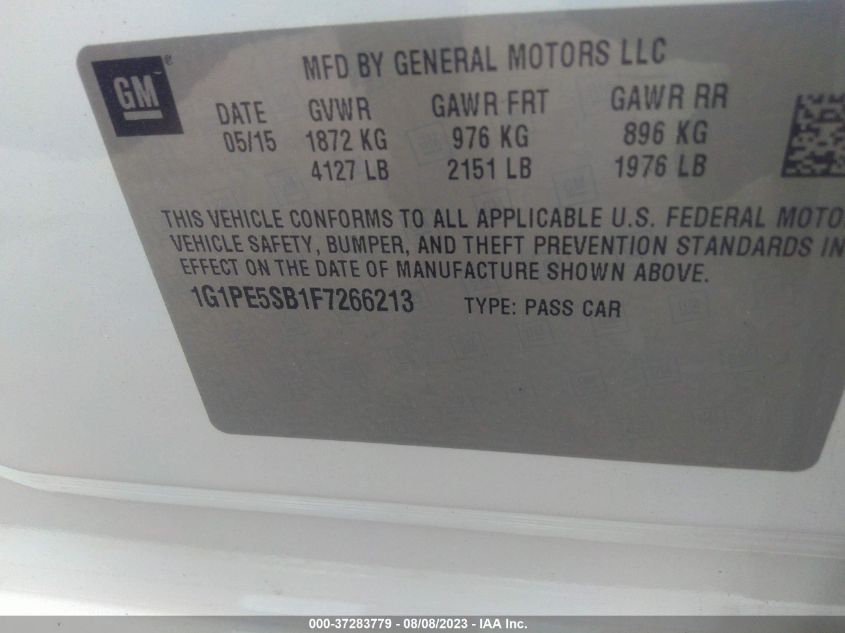 GM
MFD BY GENERAL MOTORS LLC
DATE GVWR GAWR FRT GAWR RR
05/15 1872 KG 976 KG 896 KG
4127 LB 2151 LB 1976 LB
THIS VEHICLE CONFORMS TO ALL APPLICABLE U.S. FEDERAL MOTO
VEHICLE SAFETY, BUMPER, AND THEFT PREVENTION STANDARDS IN
EFFECT ON THE DATE OF MANUFACTURE SHOWN ABOVE.
1G1PE5SB1F7266213 TYPE: PASS CAR
000-37283779 - 08/08/2023 - IAA Inc.